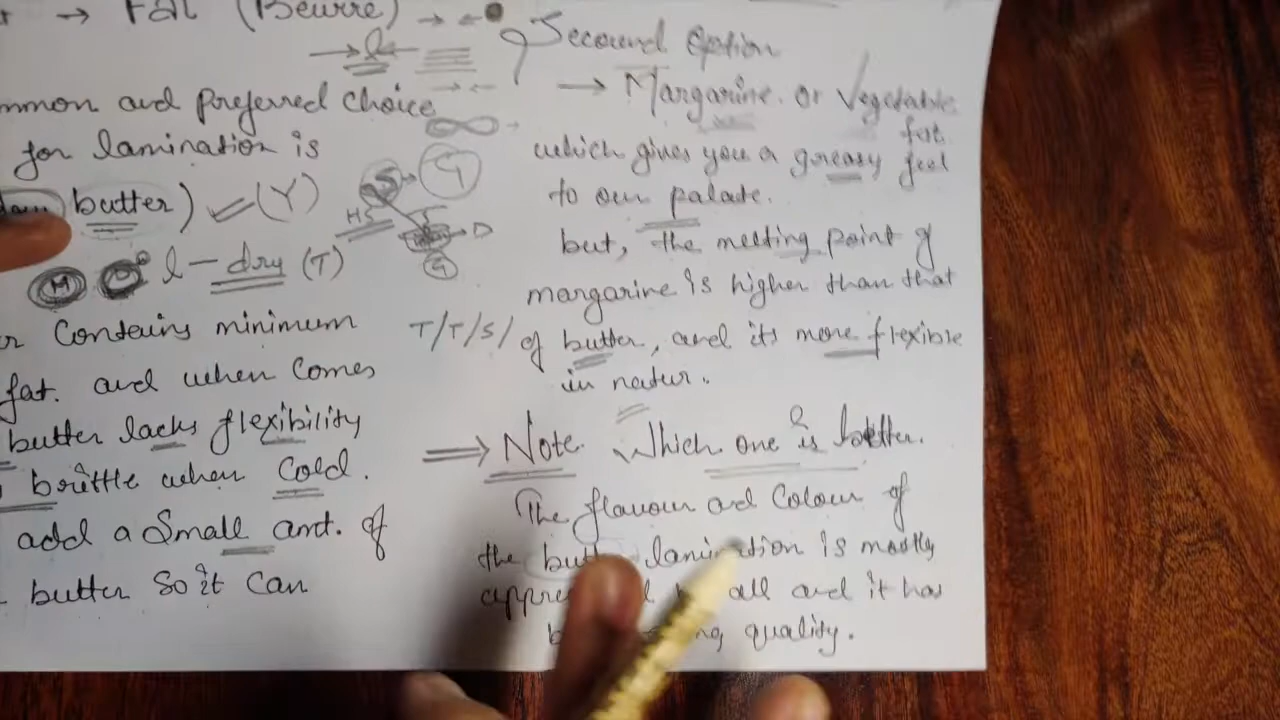 → Fat (Beurre)
mmon and preferred choice
for lamination is
butter) (Y)
M l - dry (T)
Contains minimum
fat. and when comes
butter lacks flexibility
brittle when cold.
add a small amt. of
butter so it can
HS
D
G
T/T/S/
Secound option
→ Margarine or Vegetable
fat
which gives you a greasy feel
to our palate.
but, the melting point of
margarine is higher than that
of butter, and its more flexible
in natur.
⇒ Note. Which one is better.
The flavour and Colour of
the lamination is mostly
all and it has
quality.